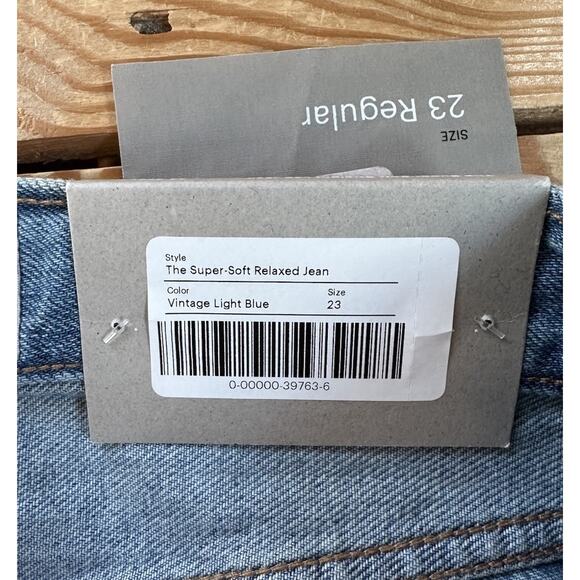 SIZE
23 Regular
Style
The Super-Soft Relaxed Jean
Color Size
Vintage Light Blue 23
0-00000-39763-6